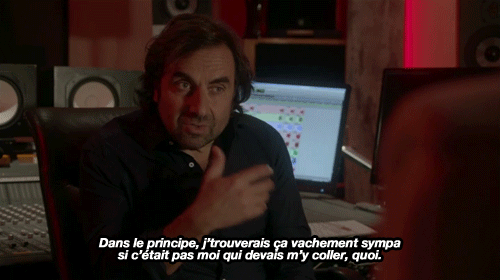 Dans le principe, j'trouverais ça vachement sympa
si c'était pas moi qui devais m'y coller, quoi.